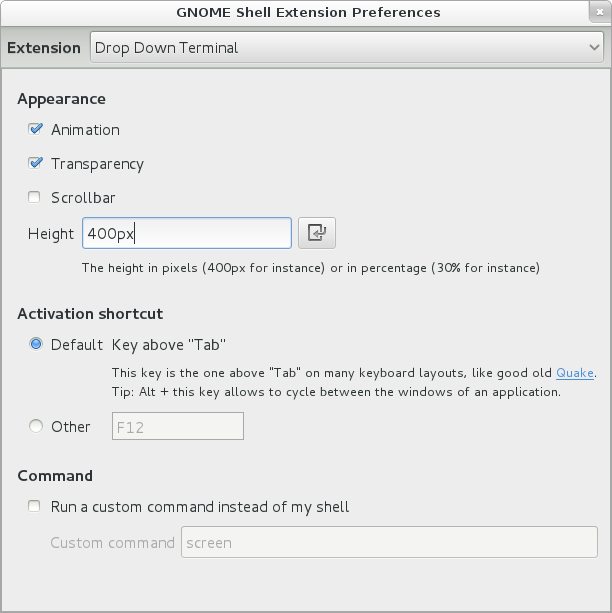 GNOME Shell Extension Preferences
Extension Drop Down Terminal
Appearance
Animation
Transparency
Scrollbar
Height 400px
The height in pixels (400px for instance) or in percentage (30% for instance)
Activation shortcut
Default Key above "Tab"
This key is the one above "Tab" on many keyboard layouts, like good old Quake.
Tip: Alt + this key allows to cycle between the windows of an application.
Other F12
Command
Run a custom command instead of my shell
Custom command screen